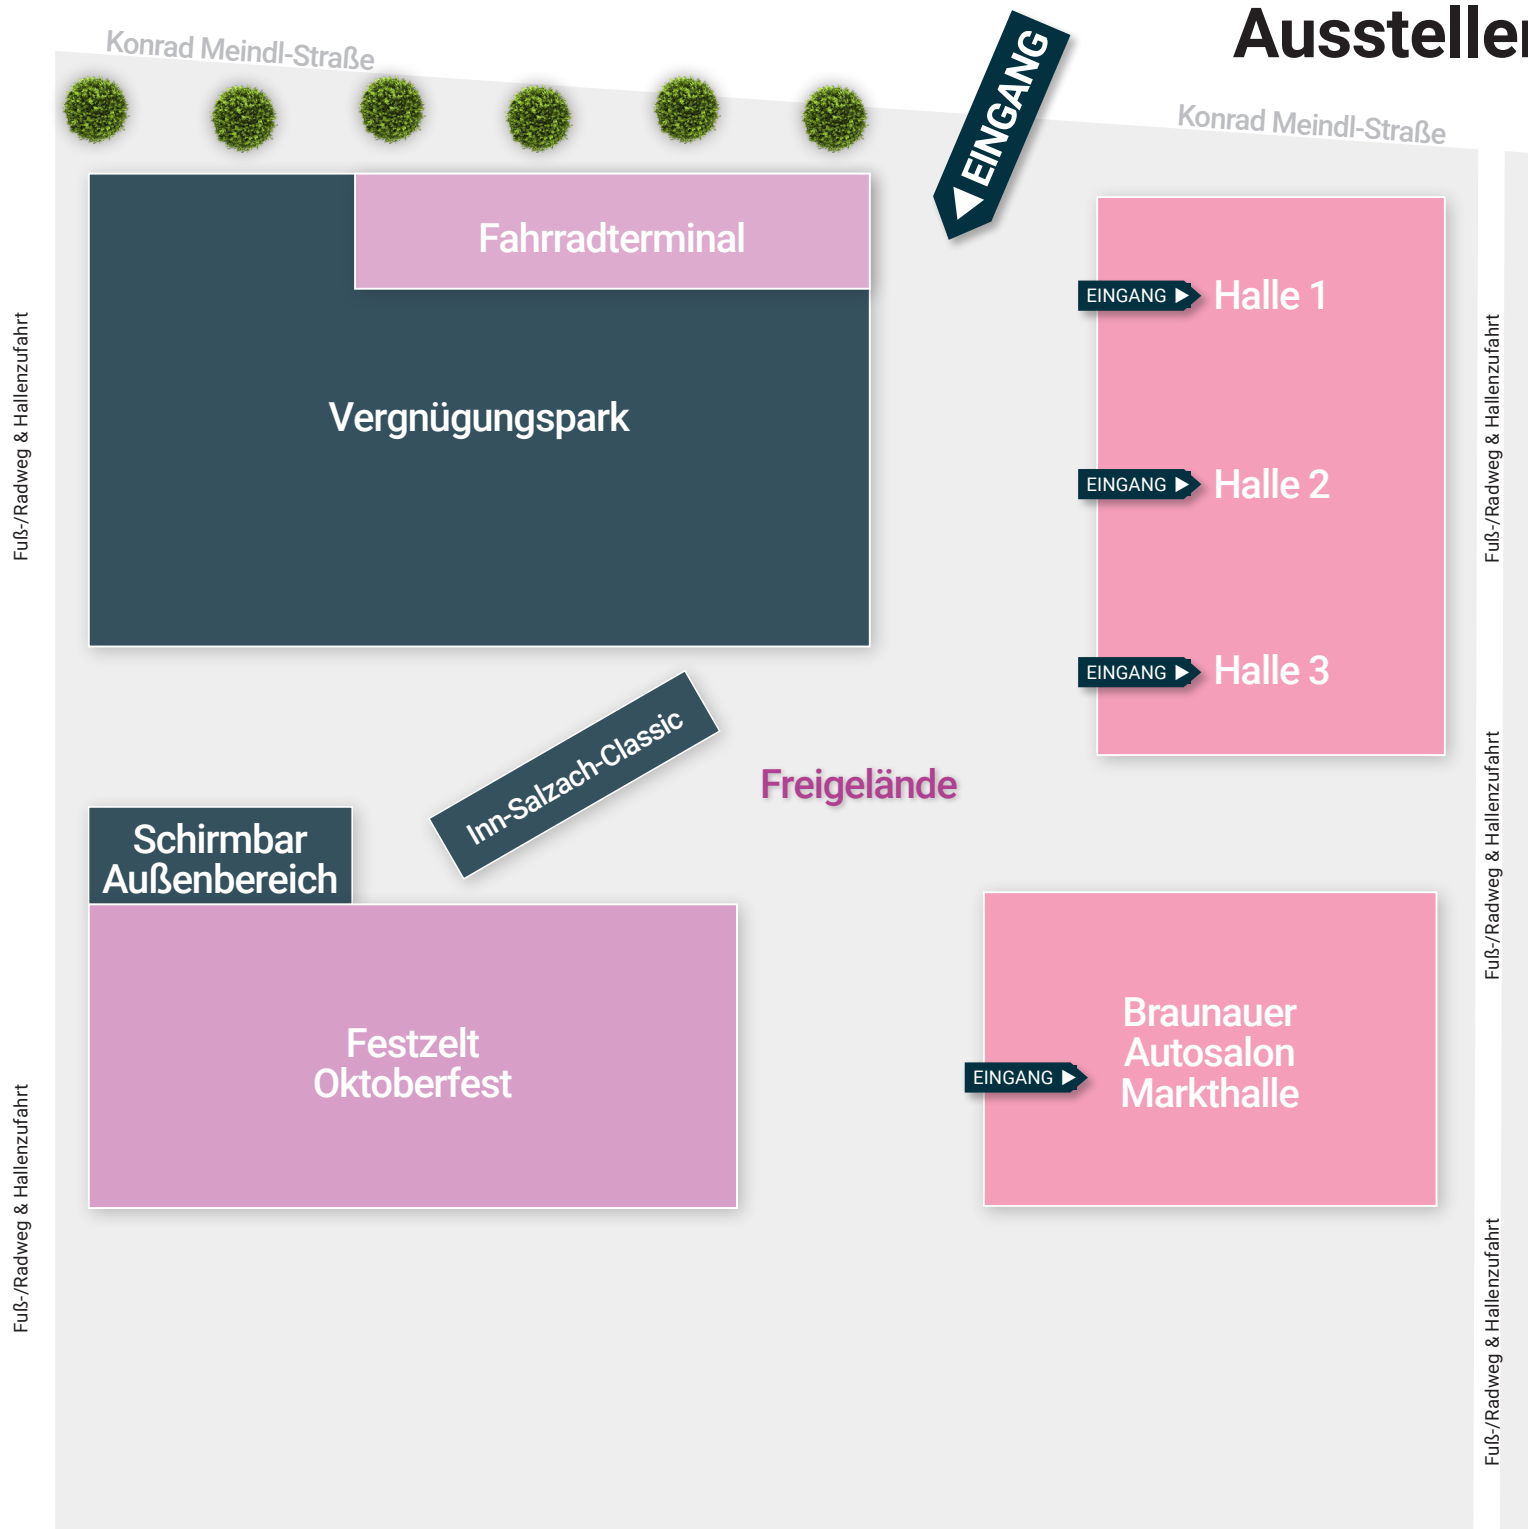 Aussteller
Konrad Meindl-Straße
EINGANG
Konrad Meindl-Straße
Fahrradterminal
Vergnügungspark
EINGANG Halle 1
EINGANG Halle 2
EINGANG Halle 3
Fuß-/Radweg & Hallenzufahrt
Fuß-/Radweg & Hallenzufahrt
Inn-Salzach-Classic
Freigelände
Schirmbar
Außenbereich
Fuß-/Radweg & Hallenzufahrt
Festzelt
Oktoberfest
Braunauer
Autosalon
Markthalle
EINGANG
Fuß-/Radweg & Hallenzufahrt
Fuß-/Radweg & Hallenzufahrt